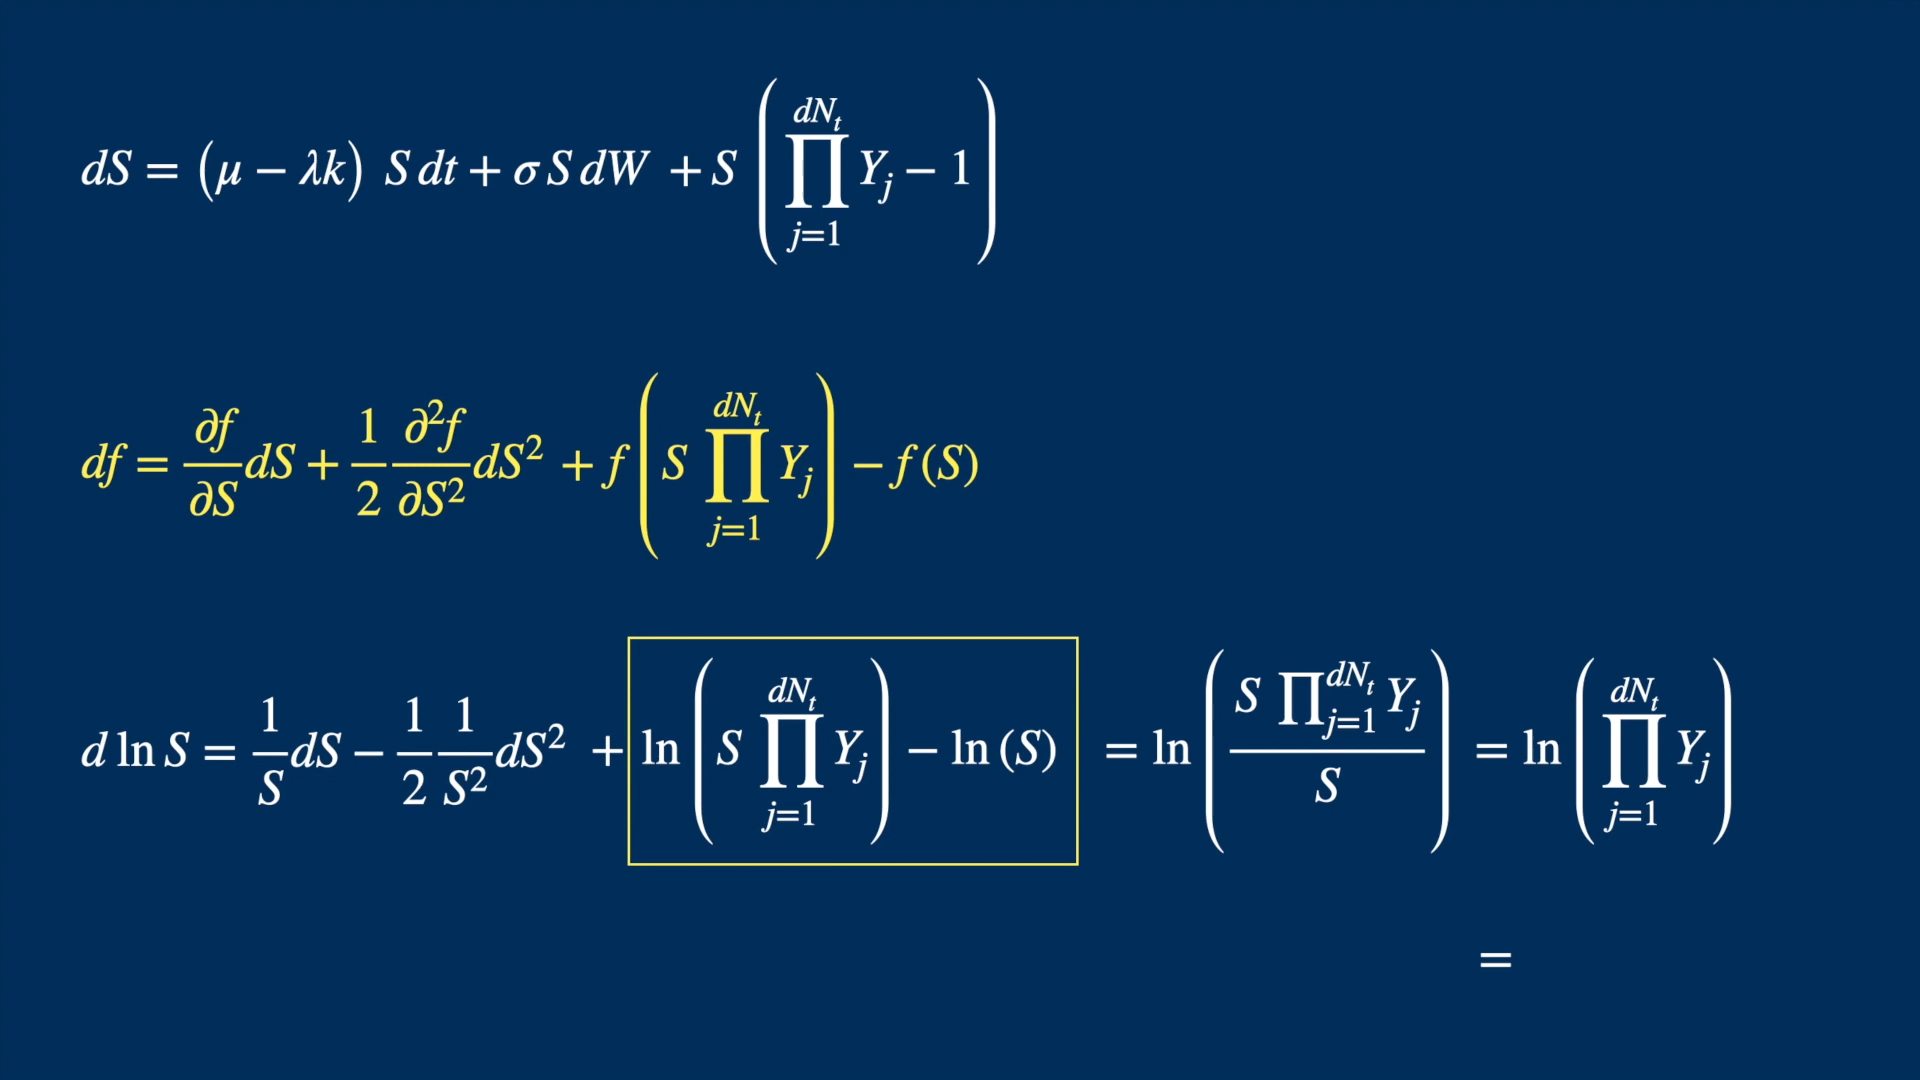 dS = (μ − λk) S dt + σ S dW + S (∏_{j=1}^{dN_t} Y_j − 1)
df = ∂f/∂S dS + 1/2 ∂²f/∂S² dS² + f (S ∏_{j=1}^{dN_t} Y_j) − f (S)
d ln S = 1/S dS − 1/2 1/S² dS² + ln (S ∏_{j=1}^{dN_t} Y_j) − ln (S) = ln (S ∏_{j=1}^{dN_t} Y_j / S) = ln (∏_{j=1}^{dN_t} Y_j)
=